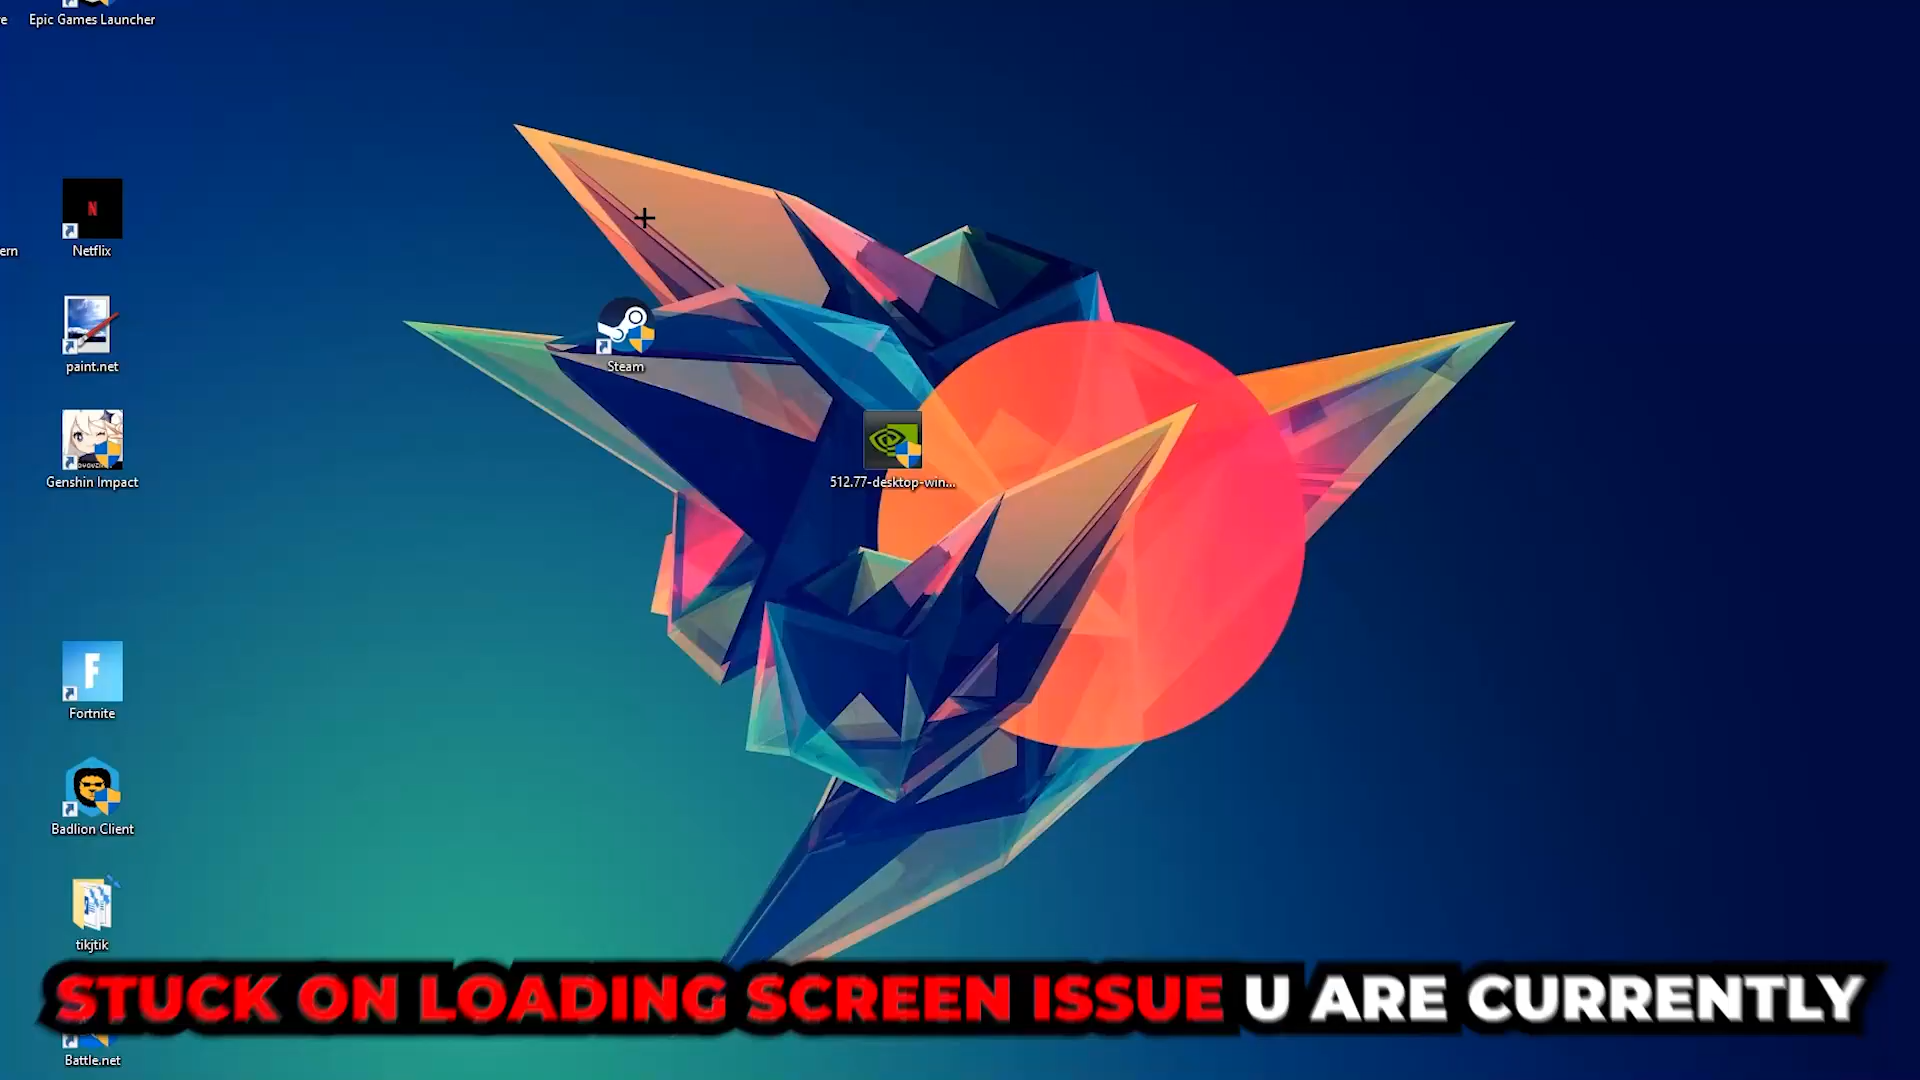 Epic Games Launcher
Netflix
ern
paint.net
Steam
Genshin Impact
512.77-desktop-win...
F
Fortnite
Badlion Client
tikjtik
STUCK ON LOADING SCREEN ISSUE U ARE CURRENTLY
Battle.net